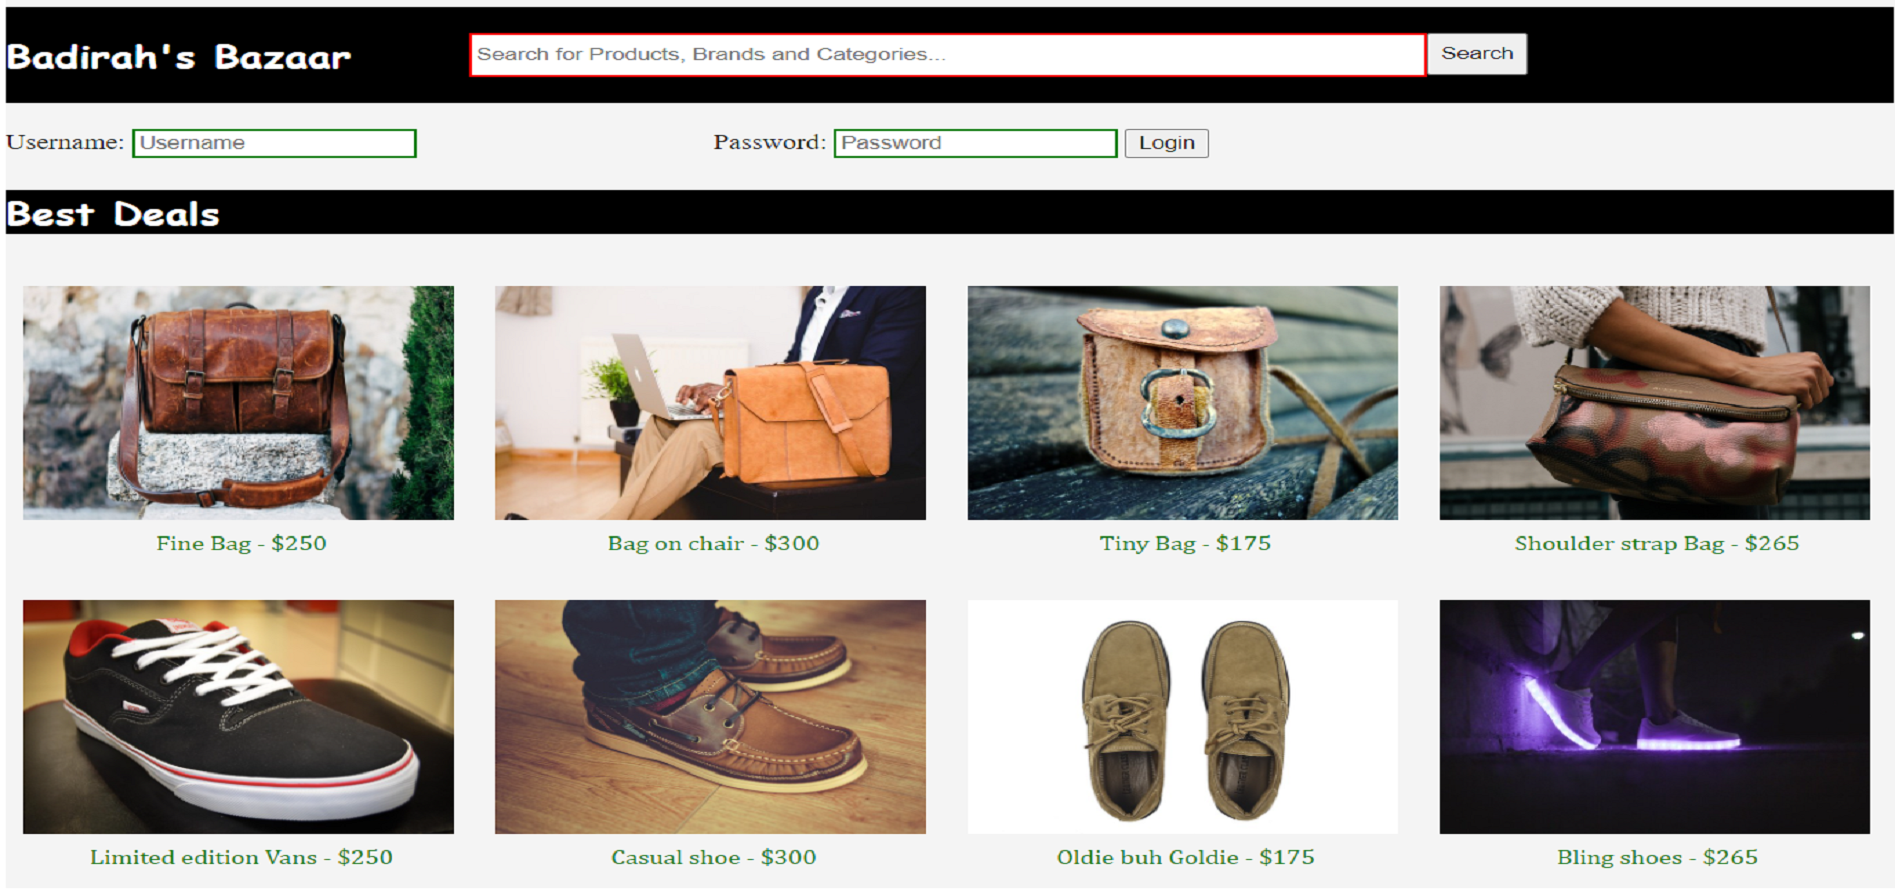 Badirah's Bazaar
Search for Products, Brands and Categories...
Search
Username: Username
Password: Password Login
Best Deals
Fine Bag - $250
Bag on chair - $300
Tiny Bag - $175
Shoulder strap Bag - $265
Limited edition Vans - $250
Casual shoe - $300
Oldie buh Goldie - $175
Bling shoes - $265